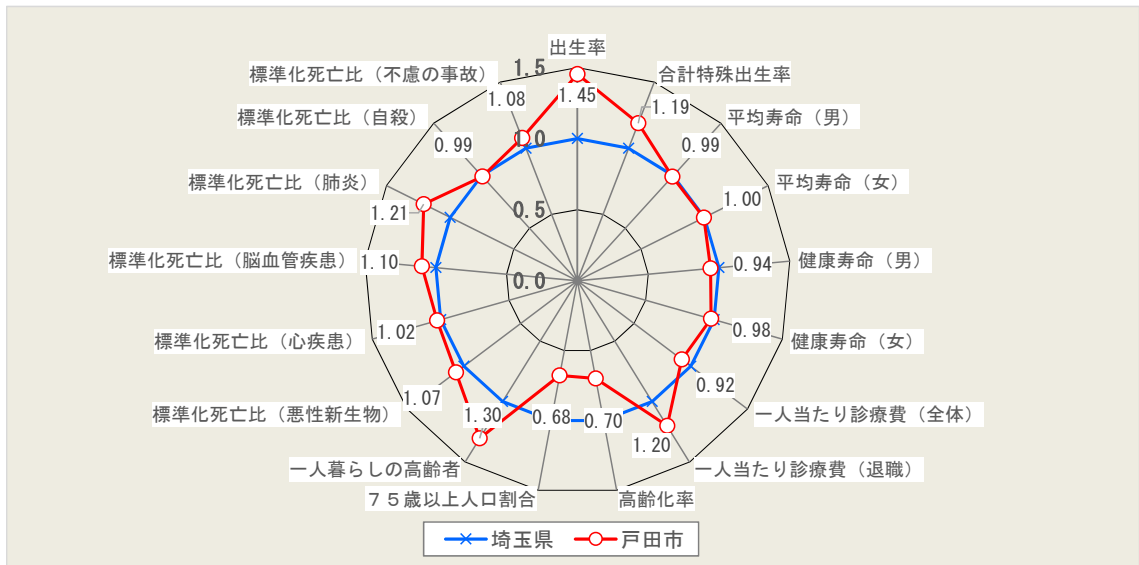 出生率
1.5
標準化死亡比（不慮の事故）
合計特殊出生率
1.08
1.45
1.19
標準化死亡比（自殺）
平均寿命（男）
0.99
1.0
0.99
標準化死亡比（肺炎）
平均寿命（女）
1.21
0.5
1.00
標準化死亡比（脳血管疾患）
1.10
0.94
健康寿命（男）
0.0
標準化死亡比（心疾患）
1.02
0.98
健康寿命（女）
1.07
0.92
標準化死亡比（悪性新生物）
1.30
0.68
0.70
1.20
一人当たり診療費（全体）
一人暮らしの高齢者
一人当たり診療費（退職）
７５歳以上人口割合
高齢化率
埼玉県
戸田市